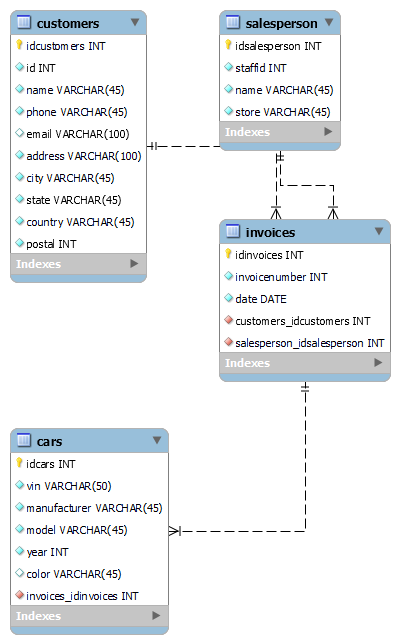 customers
idcustomers INT
id INT
name VARCHAR(45)
phone VARCHAR(45)
email VARCHAR(100)
address VARCHAR(100)
city VARCHAR(45)
state VARCHAR(45)
country VARCHAR(45)
postal INT
Indexes
salesperson
idsalesperson INT
staffid INT
name VARCHAR(45)
store VARCHAR(45)
Indexes
invoices
idinvoices INT
invoicenumber INT
date DATE
customers_idcustomers INT
salesperson_idsalesperson INT
Indexes
cars
idcars INT
vin VARCHAR(50)
manufacturer VARCHAR(45)
model VARCHAR(45)
year INT
color VARCHAR(45)
invoices_idinvoices INT
Indexes